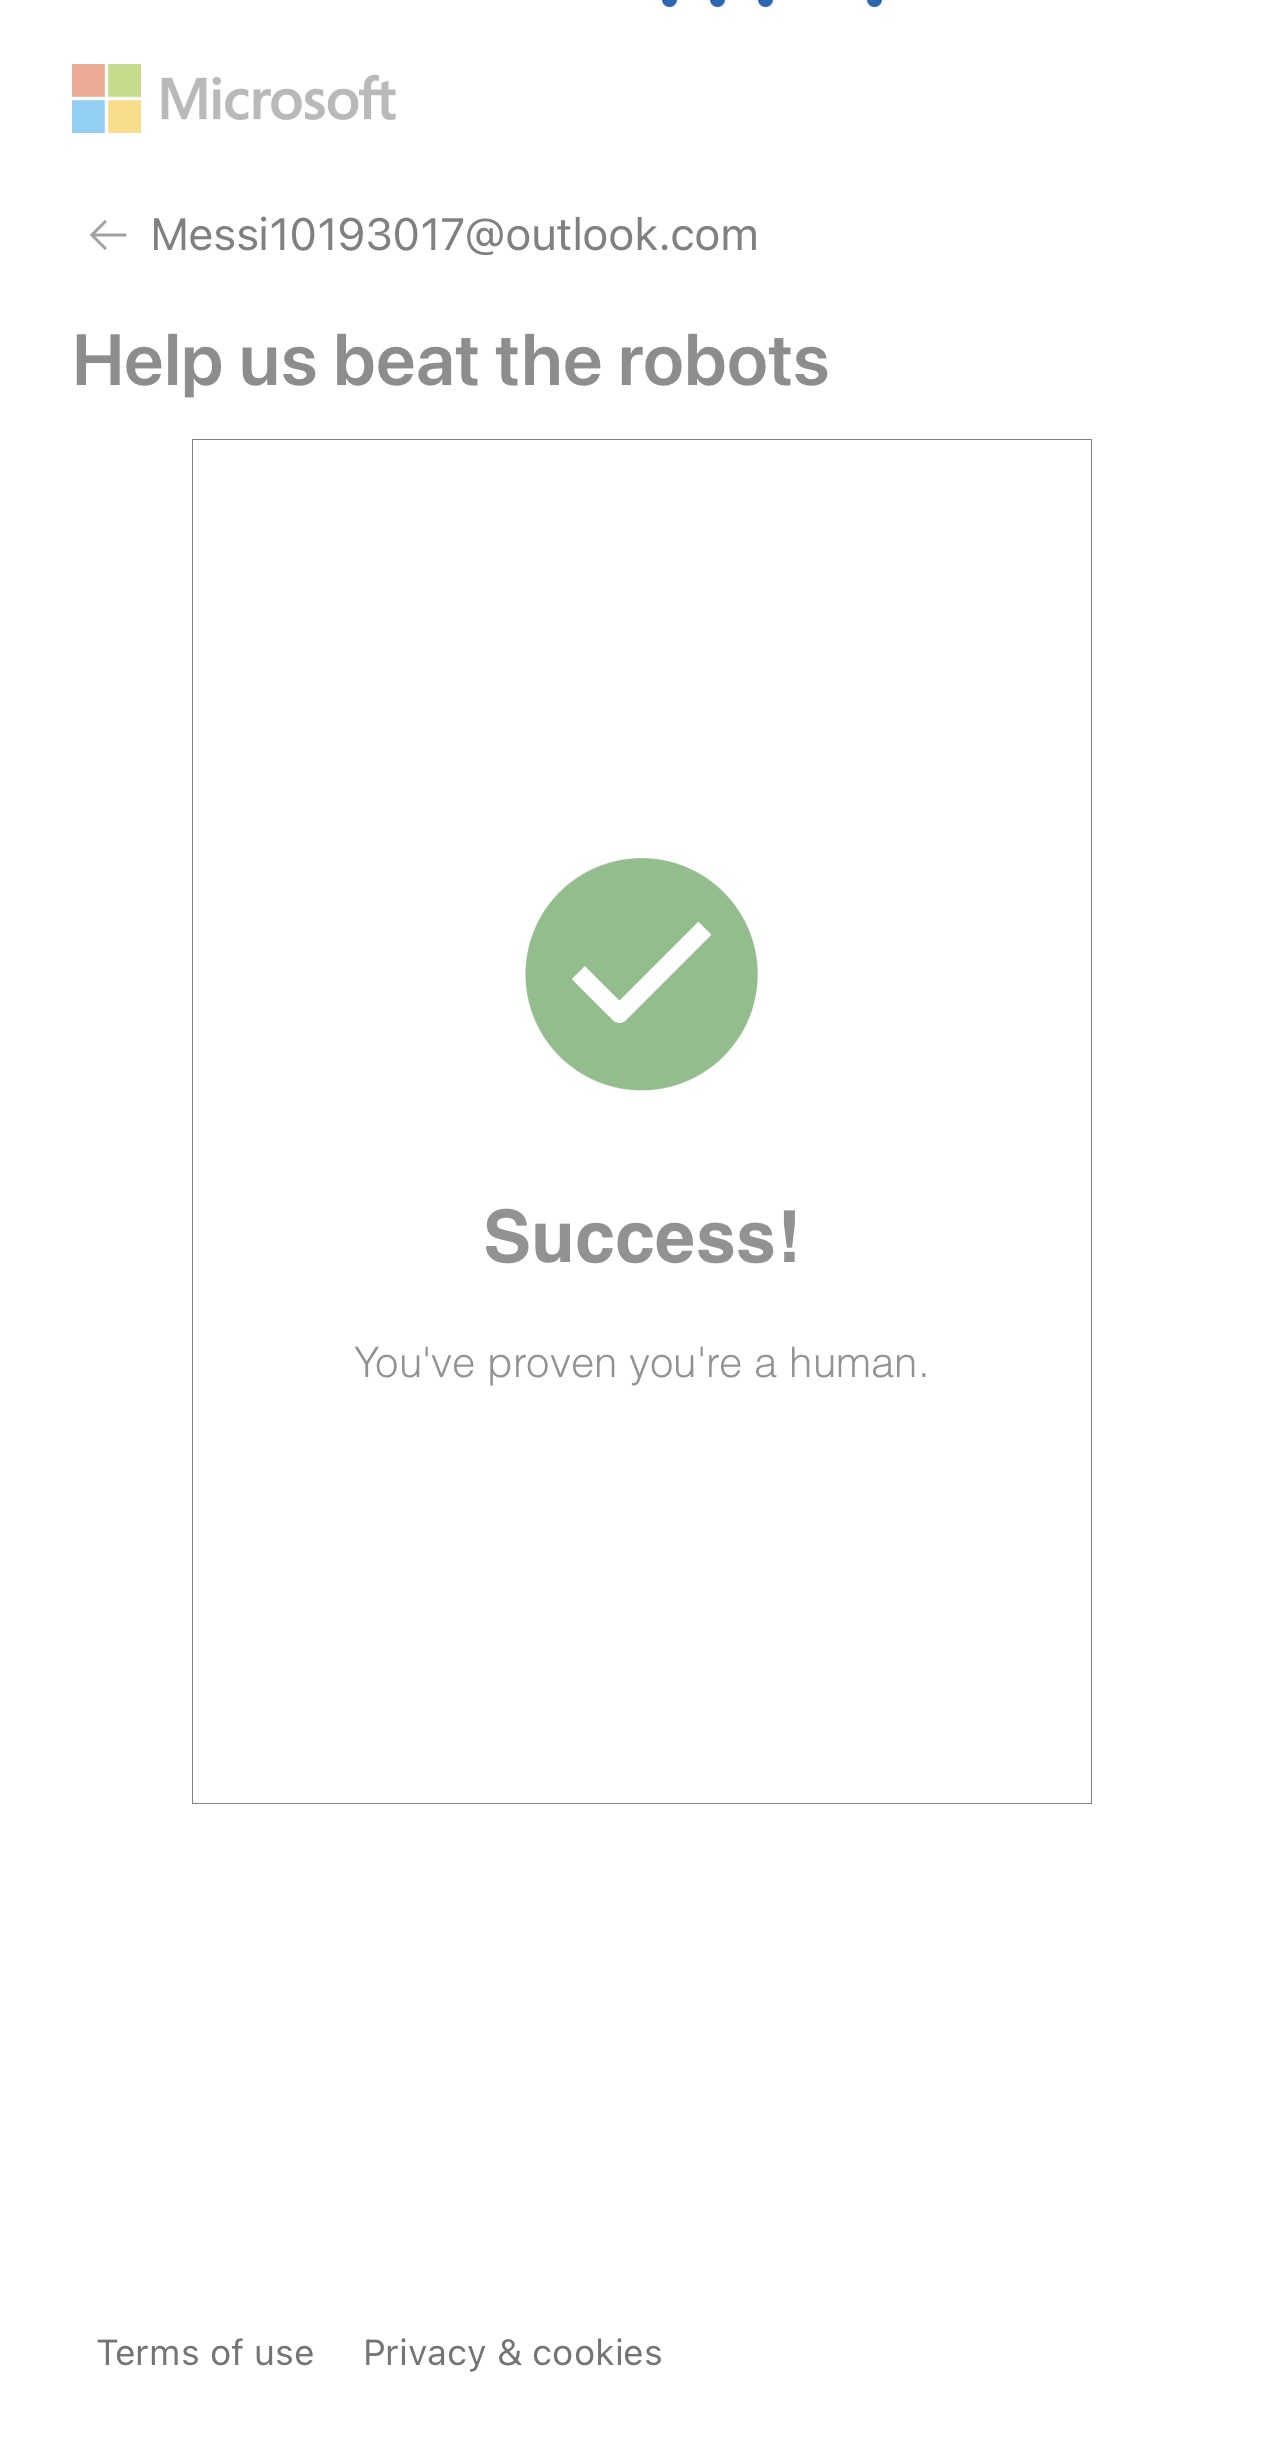 Microsoft
Messi10193017@outlook.com
Help us beat the robots
Success!
You've proven you're a human.
Terms of use Privacy & cookies